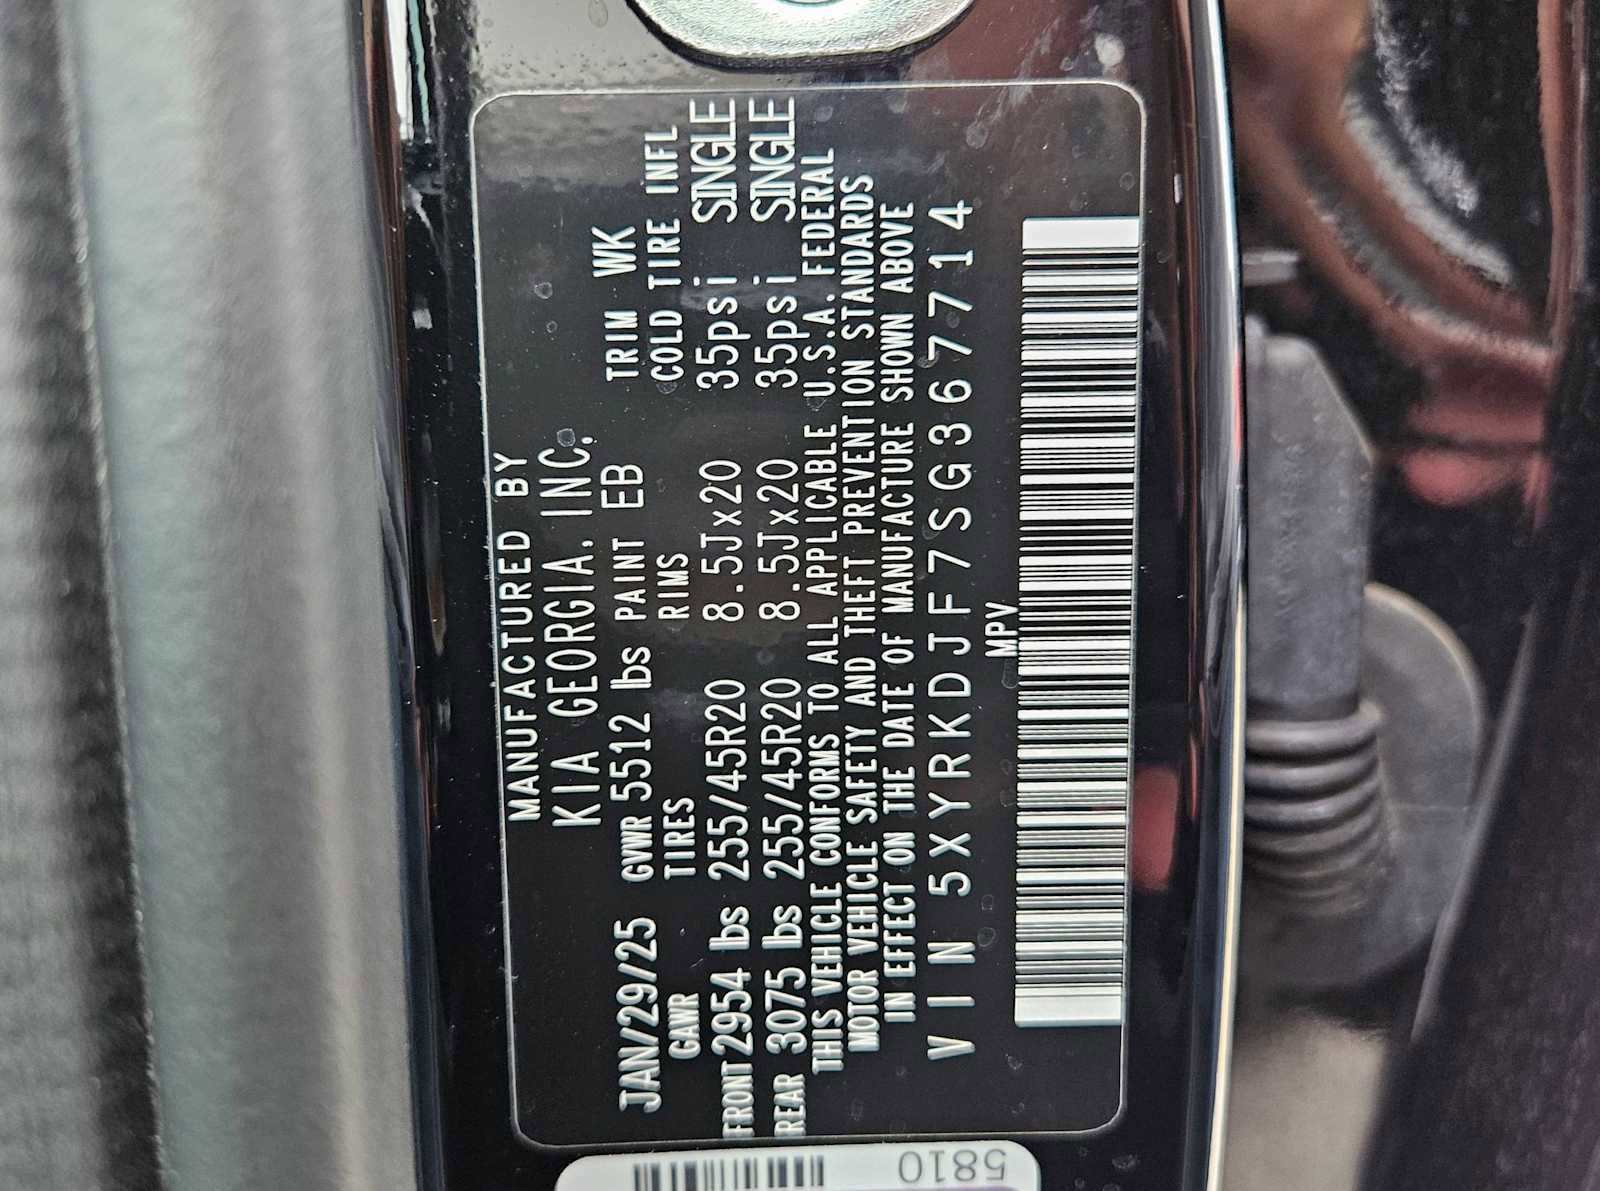 MANUFACTURED BY
KIA GEORGIA. INC.
JAN/29/25 GVWR 5512 lbs PAINT EB TRIM WK
GAWR TIRES RIMS COLD TIRE INFL
FRONT 2954 lbs 255/45R20 8.5Jx20 35psi SINGLE
REAR 3075 lbs 255/45R20 8.5Jx20 35psi SINGLE
THIS VEHICLE CONFORMS TO ALL APPLICABLE U.S.A. FEDERAL
MOTOR VEHICLE SAFETY AND THEFT PREVENTION STANDARDS
IN EFFECT ON THE DATE OF MANUFACTURE SHOWN ABOVE
VIN 5XYRKDJF7SG367714
MPV
5810